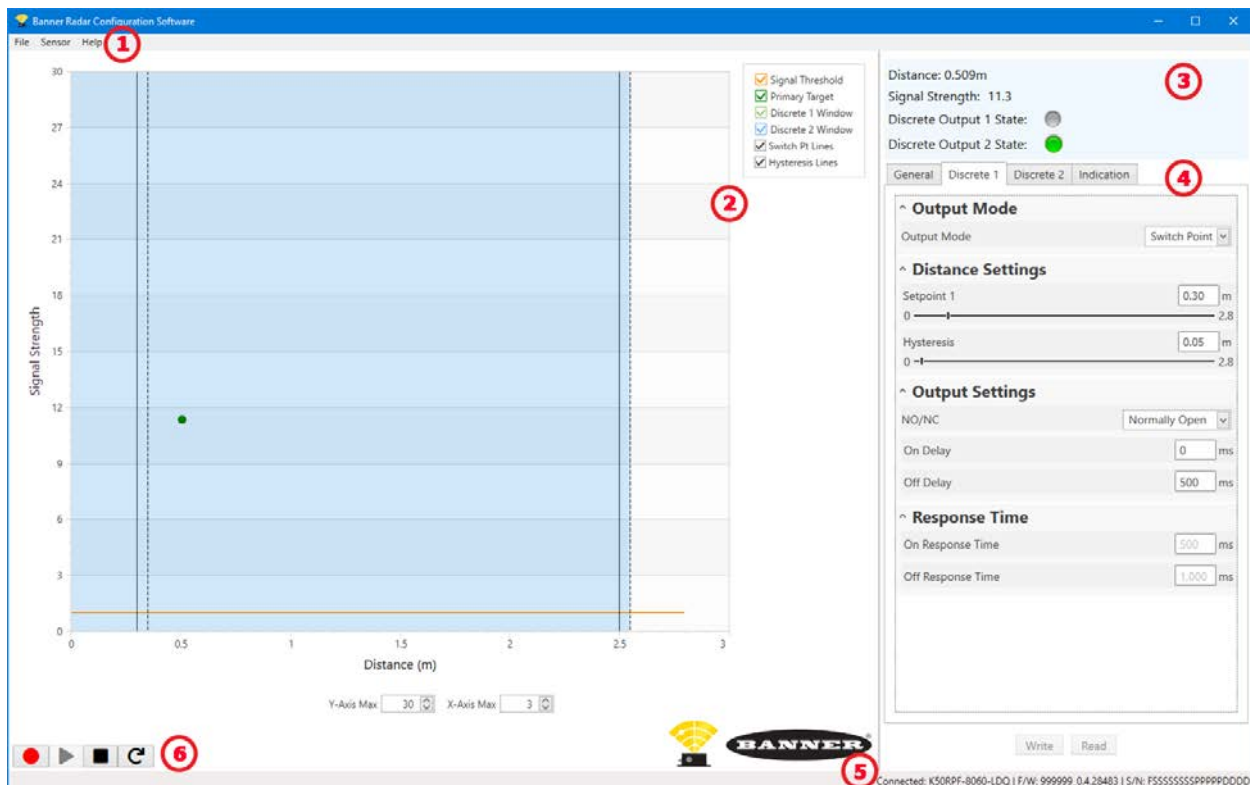 Banner Radar Configuration Software
File Sensor Help
1
30
27
24
21
18
15
12
9
6
3
0
Signal Strength
0 0.5 1 1.5 2 2.5 3
Distance (m)
Signal Threshold
Primary Target
Discrete 1 Window
Discrete 2 Window
Switch Pt Lines
Hysteresis Lines
2
Y-Axis Max 30 X-Axis Max 3
6
BANNER
5
Distance: 0.509m
Signal Strength: 11.3
Discrete Output 1 State:
Discrete Output 2 State:
3
General Discrete 1 Discrete 2 Indication
4
Output Mode
Output Mode Switch Point
Distance Settings
Setpoint 1 0.30 m
0 2.8
Hysteresis 0.05 m
0 2.8
Output Settings
NO/NC Normally Open
On Delay 0 ms
Off Delay 500 ms
Response Time
On Response Time 500 ms
Off Response Time 1,000 ms
Write Read
Connected: K50RPF-8060-LDQ | F/W: 999999_0.4.28483 | S/N: FSSSSSSSSPPPPPDDDD